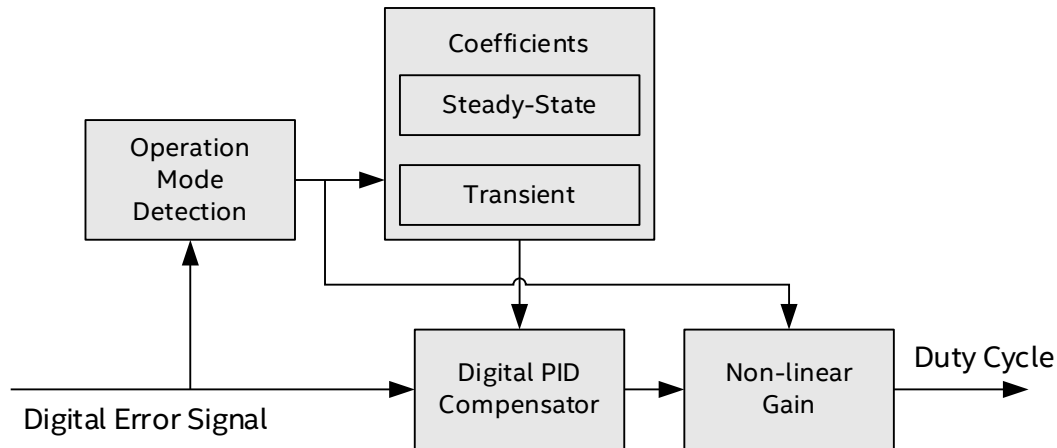 Coefficients
Steady-State
Operation
Mode
Detection
Transient
Digital PID
Compensator
Non-linear
Gain
Duty Cycle
Digital Error Signal